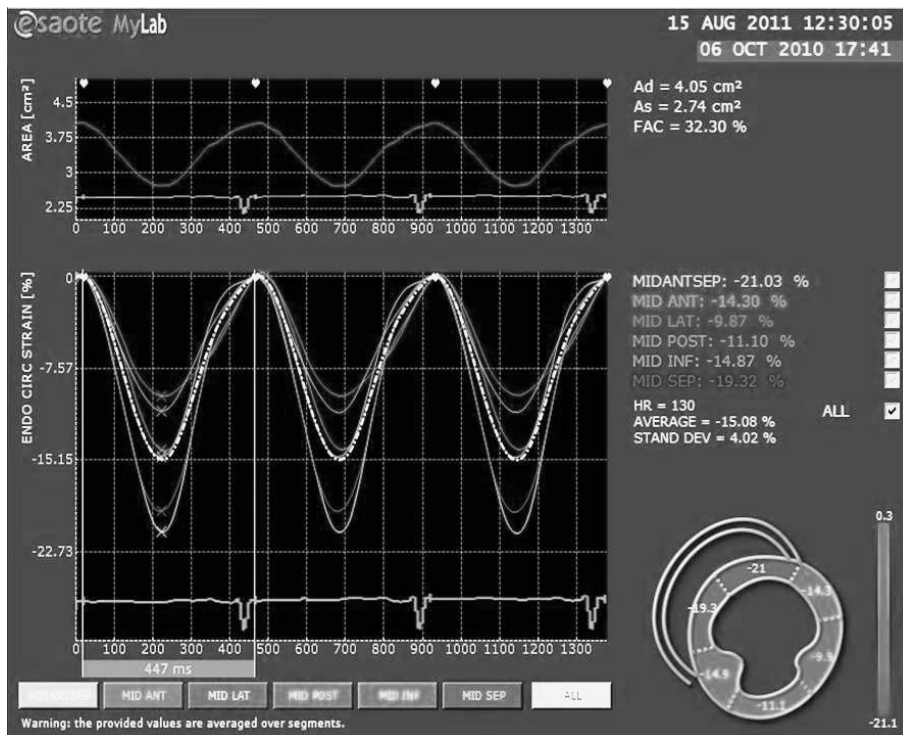 esaote MyLab
15 AUG 2011 12:30:05
06 OCT 2010 17:41
AREA [cm²]
4.5
3.75
3
2.25
0 100 200 300 400 500 600 700 800 900 1000 1100 1200 1300
Ad = 4.05 cm²
As = 2.74 cm²
FAC = 32.30 %
ENDO CIRC STRAIN [%]
0
-7.57
-15.15
-22.73
0 100 200 300 400 500 600 700 800 900 1000 1100 1200 1300
447 ms
MIDANTSEP: -21.03 %
MID ANT: -14.30 %
MID LAT: -9.87 %
MID POST: -11.10 %
MID INF: -14.87 %
MID SEP: -19.32 %
HR = 130
AVERAGE = -15.08 %
STAND DEV = 4.02 %
ALL
0.3
-21
-14.3
-19.3
-9.9
-14.9
-11.1
-21.1
MIDANTSEP MID ANT MID LAT MID POST MID INF MID SEP ALL
Warning: the provided values are averaged over segments.